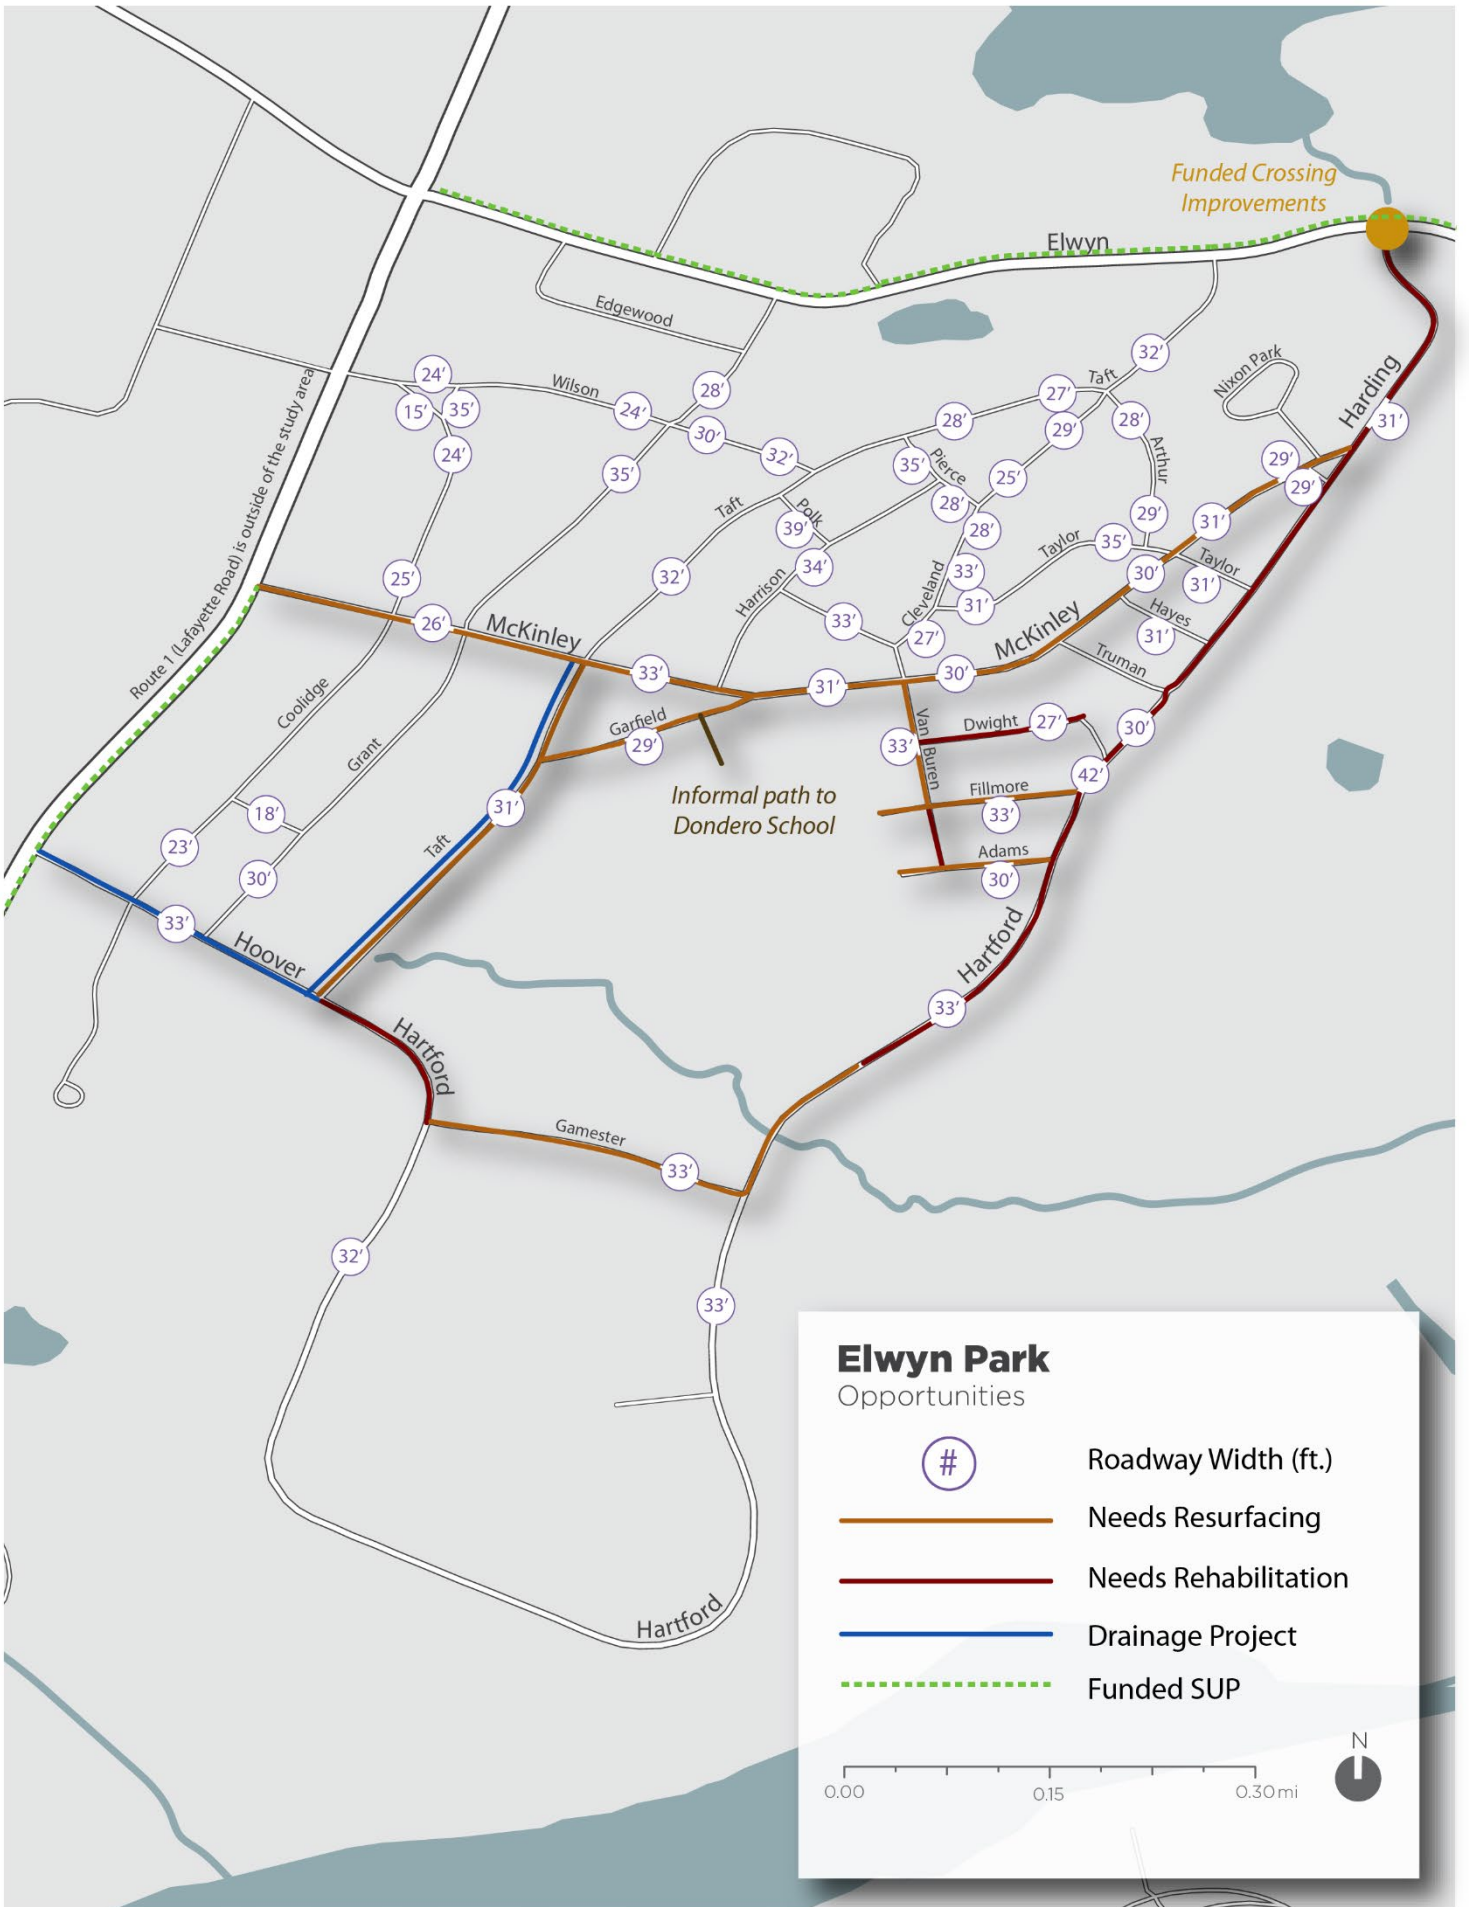 Funded Crossing
Improvements
Elwyn
Edgewood
32'
Nixon Park
Harding
24'
Wilson
28'
27'
Taft
15'
35'
24'
28'
29'
28'
31'
30'
Arthur
24'
32'
35'
Pierce
29'
35'
Taft
Polk
25'
29'
28'
39'
28'
29'
31'
Route 1 (Lafayette Road) is outside of the study area
25'
32'
34'
Harrison
33'
Cleveland
Taylor
35'
Taylor
30'
31'
26'
McKinley
33'
31'
27'
McKinley
Hayes
31'
Truman
33'
31'
30'
Coolidge
Garfield
29'
Van Buren
Dwight
27'
30'
33'
Grant
Informal path to
Dondero School
42'
Fillmore
33'
18'
31'
23'
Taft
Adams
30'
30'
33'
Hoover
Hartford
33'
Hartford
Gamester
33'
32'
33'
Hartford
Elwyn Park
Opportunities
#
Roadway Width (ft.)
Needs Resurfacing
Needs Rehabilitation
Drainage Project
Funded SUP
N
0.00
0.15
0.30mi